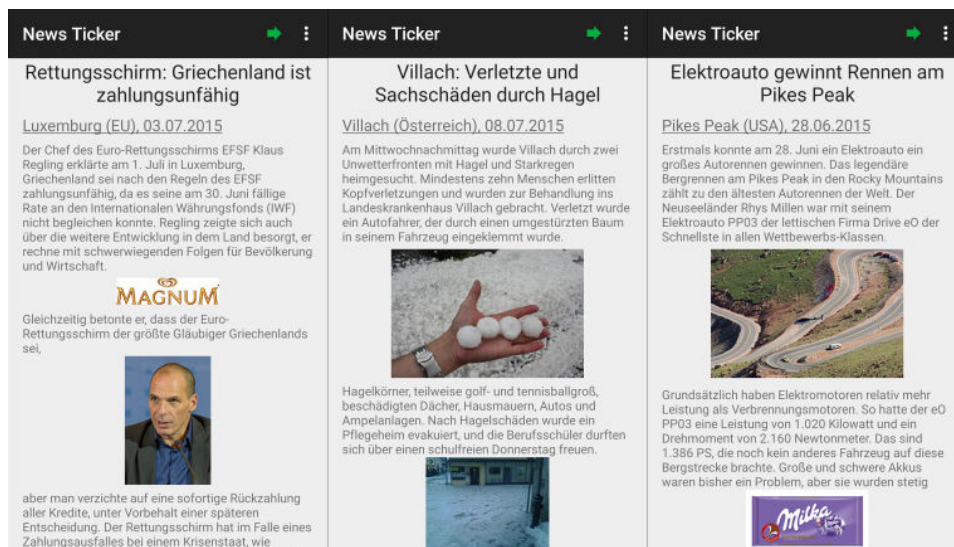 News Ticker
Rettungsschirm: Griechenland ist
zahlungsunfähig
Luxemburg (EU), 03.07.2015
Der Chef des Euro-Rettungsschirms EFSF Klaus
Regling erklärte am 1. Juli in Luxemburg,
Griechenland sei nach den Regeln des EFSF
zahlungsunfähig, da es seine am 30. Juni fällige
Rate an den Internationalen Währungsfonds (IWF)
nicht begleichen konnte. Regling zeigte sich auch
über die weitere Entwicklung in dem Land besorgt, er
rechne mit schwerwiegenden Folgen für Bevölkerung
und Wirtschaft.
MAGNUM
Gleichzeitig betonte er, dass der Euro-
Rettungsschirm der größte Gläubiger Griechenlands
sei,
aber man verzichte auf eine sofortige Rückzahlung
aller Kredite, unter Vorbehalt einer späteren
Entscheidung. Der Rettungsschirm hat im Falle eines
Zahlungsausfalles bei einem Krisenstaat, wie
News Ticker
Villach: Verletzte und
Sachschäden durch Hagel
Villach (Österreich), 08.07.2015
Am Mittwochnachmittag wurde Villach durch zwei
Unwetterfronten mit Hagel und Starkregen
heimgesucht. Mindestens zehn Menschen erlitten
Kopfverletzungen und wurden zur Behandlung ins
Landeskrankenhaus Villach gebracht. Verletzt wurde
ein Autofahrer, der durch einen umgestürzten Baum
in seinem Fahrzeug eingeklemmt wurde.
Hagelkörner, teilweise golf- und tennisballgroß,
beschädigten Dächer, Hausmauern, Autos und
Ampelanlagen. Nach Hagelschäden wurde ein
Pflegeheim evakuiert, und die Berufsschüler durften
sich über einen schulfreien Donnerstag freuen.
News Ticker
Elektroauto gewinnt Rennen am
Pikes Peak
Pikes Peak (USA), 28.06.2015
Erstmals konnte am 28. Juni ein Elektroauto ein
großes Autorennen gewinnen. Das legendäre
Bergrennen am Pikes Peak in den Rocky Mountains
zählt zu den ältesten Autorennen der Welt. Der
Neuseeländer Rhys Millen war mit seinem
Elektroauto PP03 der lettischen Firma Drive eO der
Schnellste in allen Wettbewerbs-Klassen.
Grundsätzlich haben Elektromotoren relativ mehr
Leistung als Verbrennungsmotoren. So hatte der eO
PP03 eine Leistung von 1.020 Kilowatt und ein
Drehmoment von 2.160 Newtonmeter. Das sind
1.386 PS, die noch kein anderes Fahrzeug auf diese
Bergstrecke brachte. Große und schwere Akkus
waren bisher ein Problem, aber sie wurden stetig
Milka